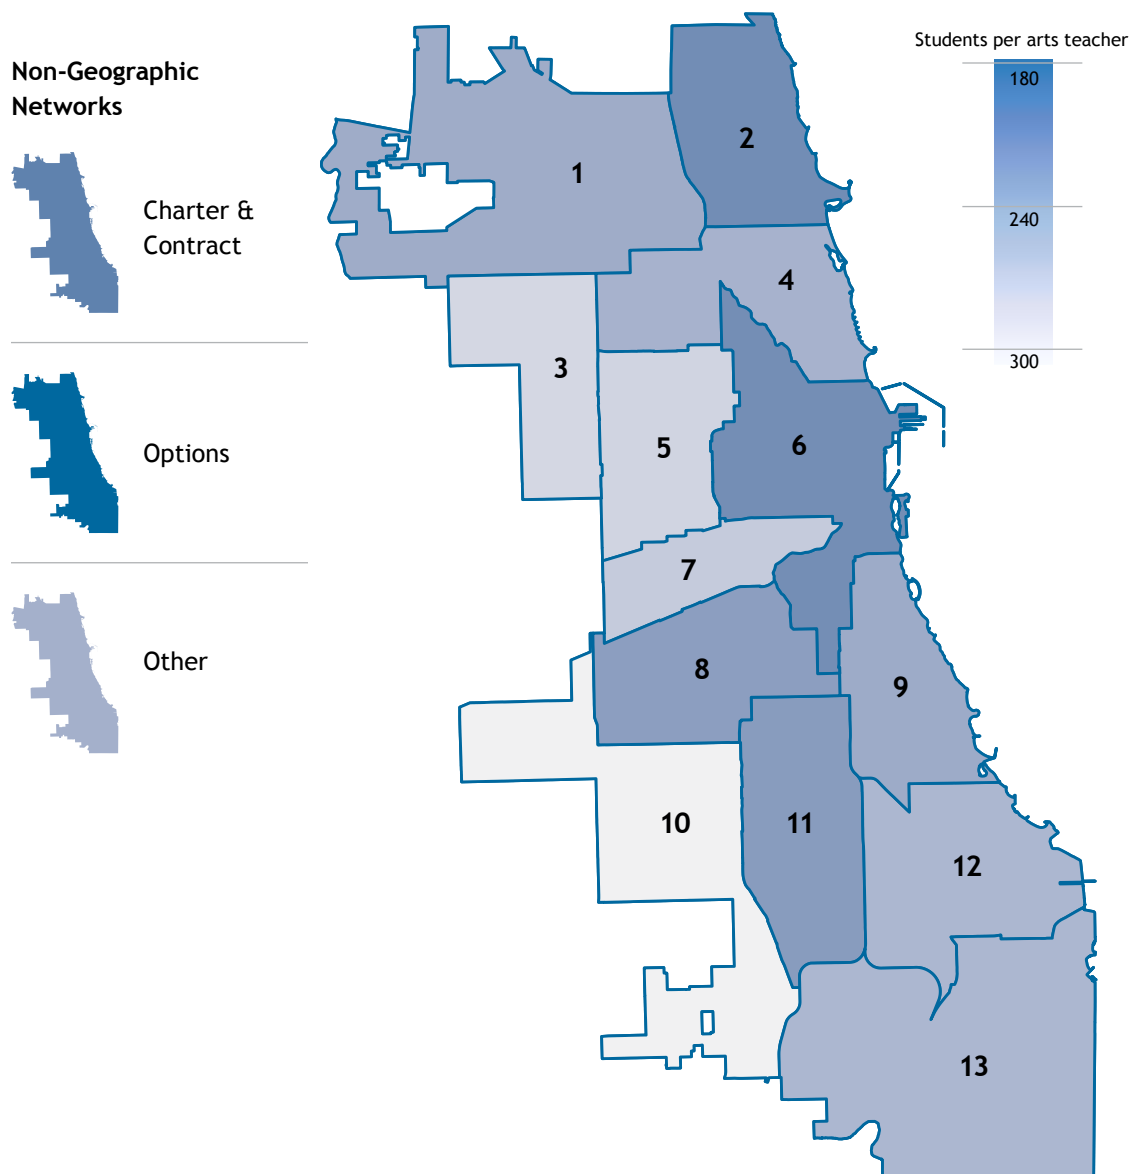 Non-Geographic
Networks
Charter &
Contract
Options
Other
Students per arts teacher
180
240
300
1
2
3
4
5
6
7
8
9
10
11
12
13